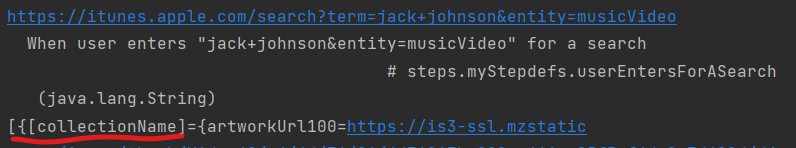 https://itunes.apple.com/search?term=jack+johnson&entity=musicVideo
When user enters "jack+johnson&entity=musicVideo" for a search
# steps.myStepdefs.userEntersForASearch
(java.lang.String)
[{[collectionName]={artworkUrl100=https://is3-ssl.mzstatic